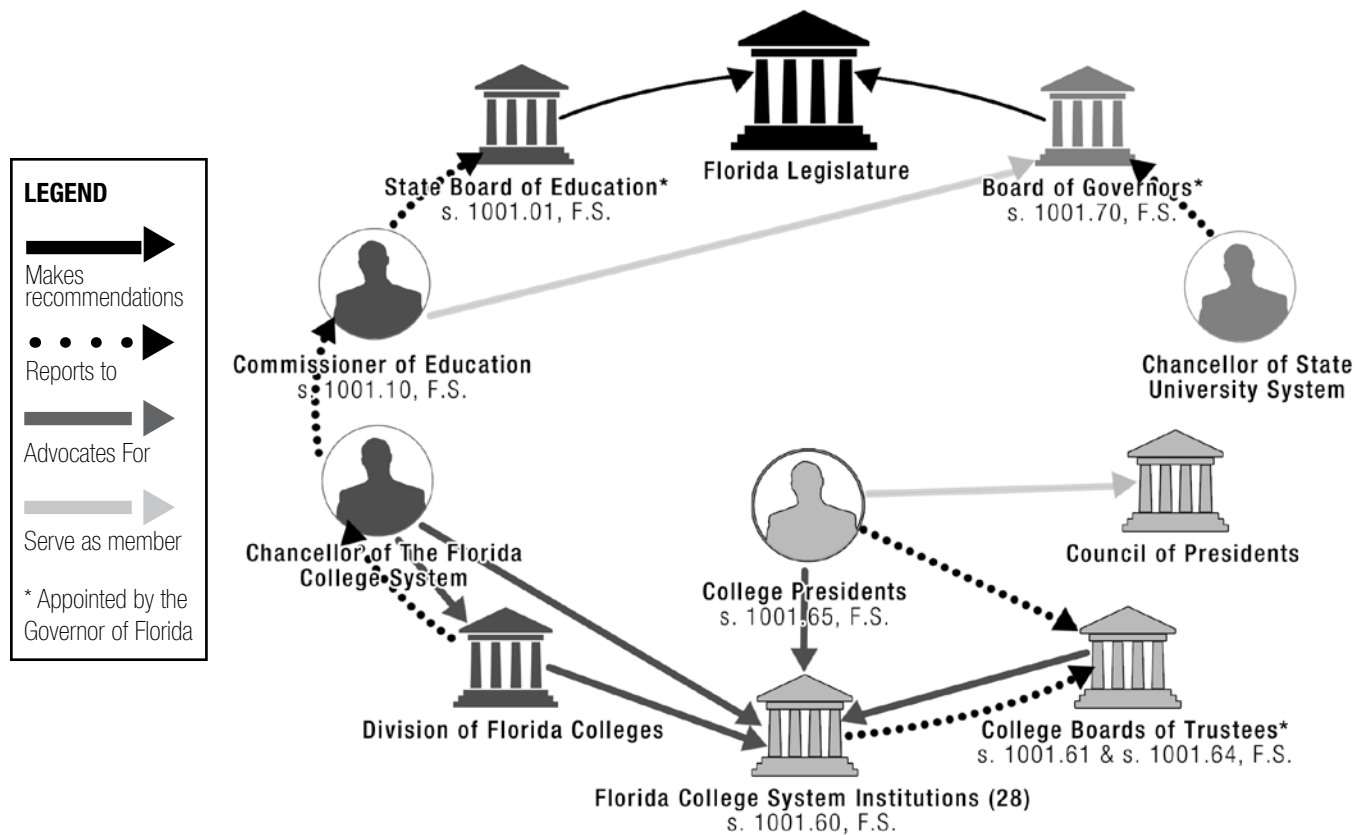 LEGEND
Makes
recommendations
Reports to
Advocates For
Serve as member
* Appointed by the
Governor of Florida
Florida Legislature
State Board of Education*
s. 1001.01, F.S.
Board of Governors*
s. 1001.70, F.S.
Commissioner of Education
s. 1001.10, F.S.
Chancellor of State
University System
Chancellor of The Florida
College System
College Presidents
s. 1001.65, F.S.
Council of Presidents
Division of Florida Colleges
College Boards of Trustees*
s. 1001.61 & s. 1001.64, F.S.
Florida College System Institutions (28)
s. 1001.60, F.S.